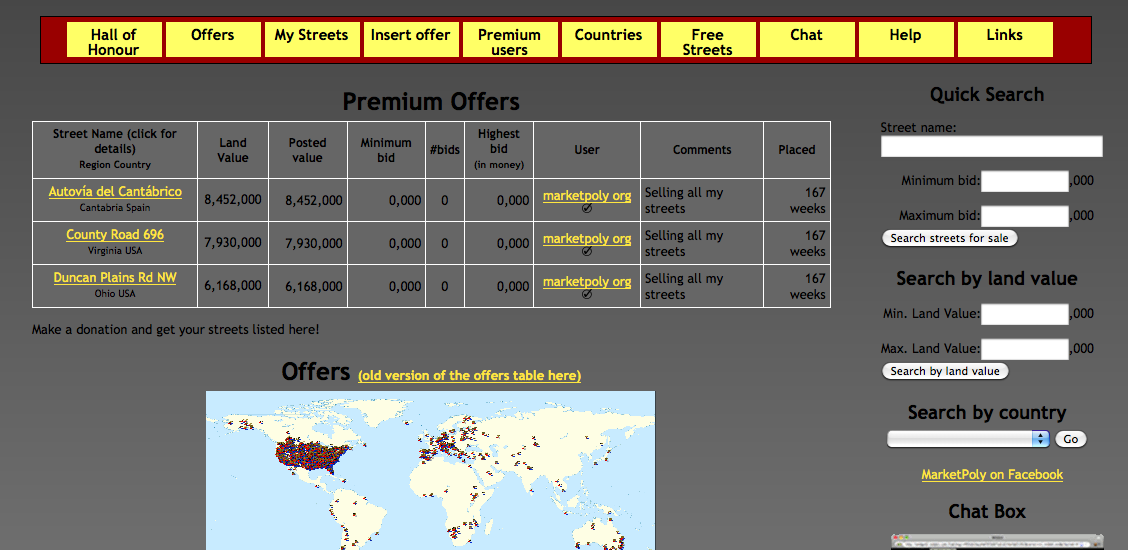 Hall of Honour
Offers
My Streets
Insert offer
Premium users
Countries
Free Streets
Chat
Help
Links
Premium Offers
Street Name (click for details) Region Country
Land Value
Posted value
Minimum bid
#bids
Highest bid (in money)
User
Comments
Placed
Autovía del Cantábrico
Cantabria Spain
8,452,000
8,452,000
0,000
0
0,000
marketpoly org
Selling all my streets
167 weeks
County Road 696
Virginia USA
7,930,000
7,930,000
0,000
0
0,000
marketpoly org
Selling all my streets
167 weeks
Duncan Plains Rd NW
Ohio USA
6,168,000
6,168,000
0,000
0
0,000
marketpoly org
Selling all my streets
167 weeks
Make a donation and get your streets listed here!
Offers (old version of the offers table here)
Quick Search
Street name:
Minimum bid: ,000
Maximum bid: ,000
Search streets for sale
Search by land value
Min. Land Value: ,000
Max. Land Value: ,000
Search by land value
Search by country
Go
MarketPoly on Facebook
Chat Box